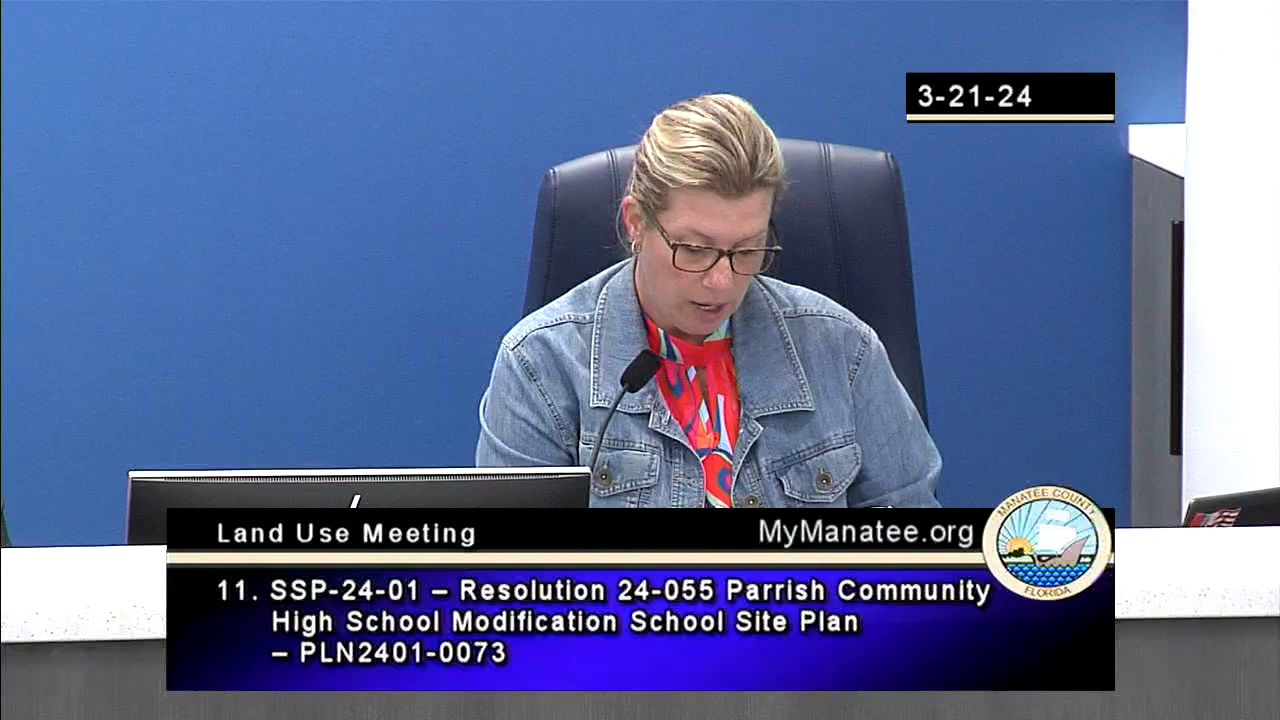 3-21-24
Land Use Meeting
MyManatee.org
MANATEE COUNTY
FLORIDA
11. SSP-24-01 – Resolution 24-055 Parrish Community
High School Modification School Site Plan
– PLN2401-0073